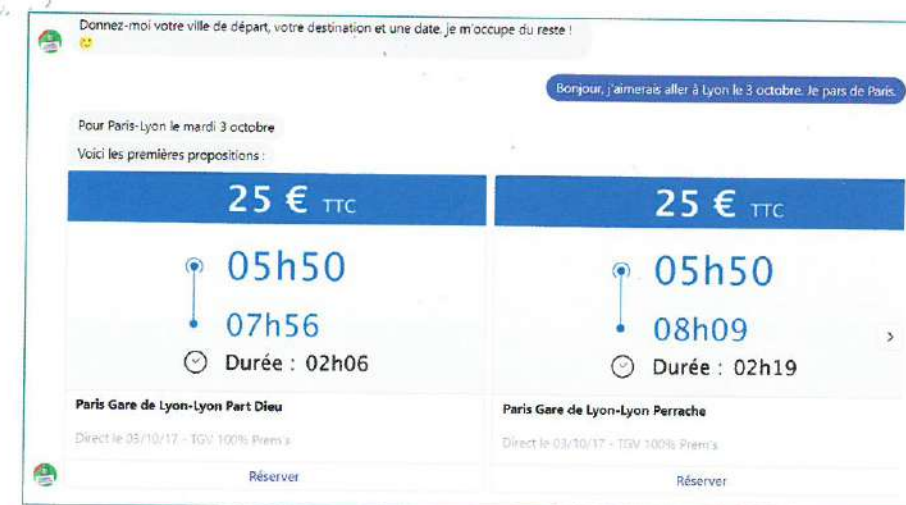 Donnez-moi votre ville de départ, votre destination et une date, je m'occupe du reste !
Bonjour, j'aimerais aller à Lyon le 3 octobre. Je pars de Paris.
Pour Paris-Lyon le mardi 3 octobre
Voici les premières propositions :
25 € TTC
05h50
07h56
Durée : 02h06
Paris Gare de Lyon-Lyon Part Dieu
Direct le 03/10/17 - TGV 100% Prem's
Réserver
25 € TTC
05h50
08h09
Durée : 02h19
Paris Gare de Lyon-Lyon Perrache
Direct le 03/10/17 - TGV 100% Prem's
Réserver